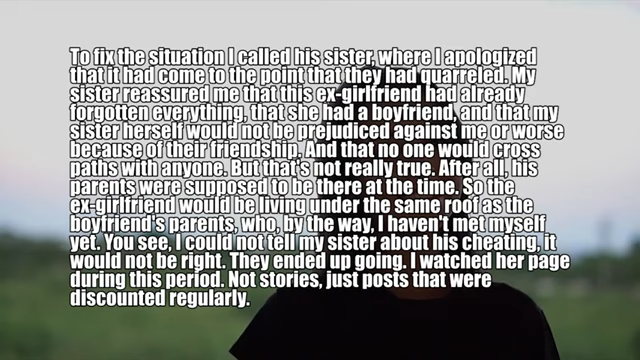 To fix the situation I called his sister, where I apologized
that it had come to the point that they had quarreled. My
sister reassured me that this ex-girlfriend had already
forgotten everything, that she had a boyfriend, and that my
sister herself would not be prejudiced against me or worse
because of their friendship. And that no one would cross
paths with anyone. But that's not really true. After all, his
parents were supposed to be there at the time. So the
ex-girlfriend would be living under the same roof as the
boyfriend's parents, who, by the way, I haven't met myself
yet. You see, I could not tell my sister about his cheating, it
would not be right. They ended up going. I watched her page
during this period. Not stories, just posts that were
discounted regularly.